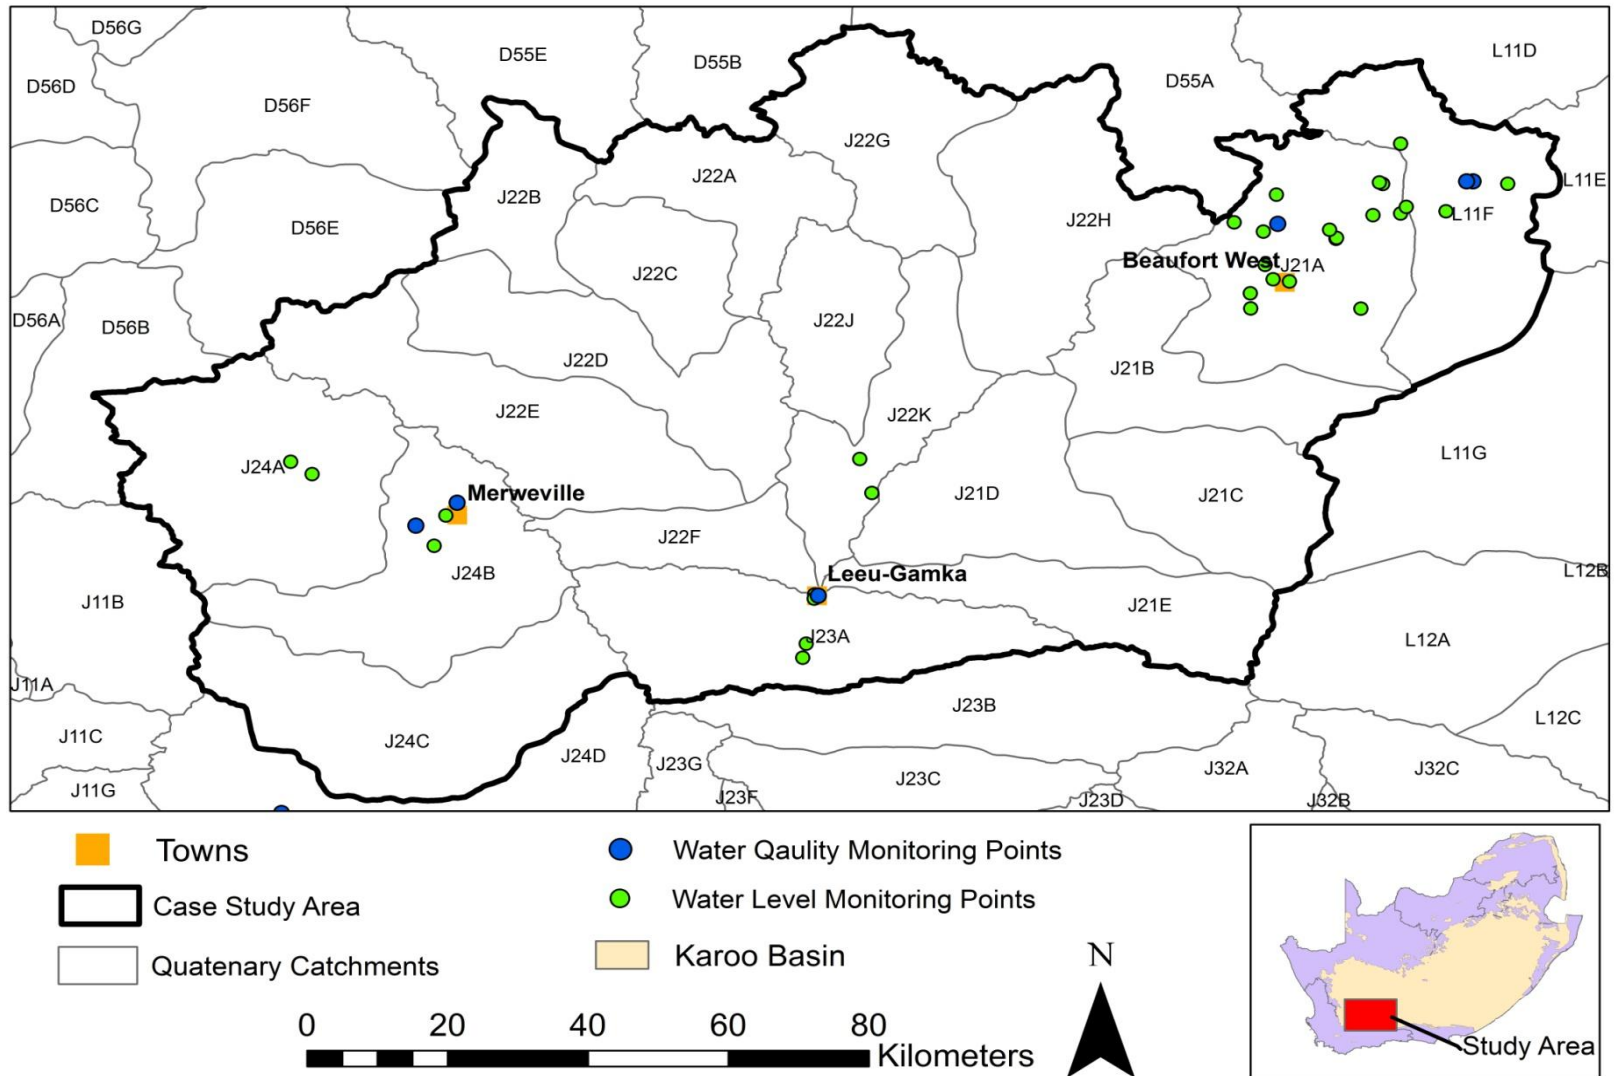 D56G
D55E
D55B
D55A
L11D
D56D
D56F
J22G
D56C
J22B
J22A
L11E
L11F
D56E
J22H
J22C
Beaufort West
J21A
D56A
D56B
J22J
J22D
J21B
J22E
J22K
J24A
L11G
Merweville
J21D
J21C
J22F
J24B
Leeu-Gamka
L12B
J11B
J21E
J23A
L12A
J11A
J23B
L12C
J11C
J24C
J24D
J23G
J23C
J32A
J32C
J11G
J23F
J23D
J32B
Towns
Water Qaulity Monitoring Points
Case Study Area
Water Level Monitoring Points
Quatenary Catchments
Karoo Basin
N
0 20 40 60 80
Kilometers
Study Area